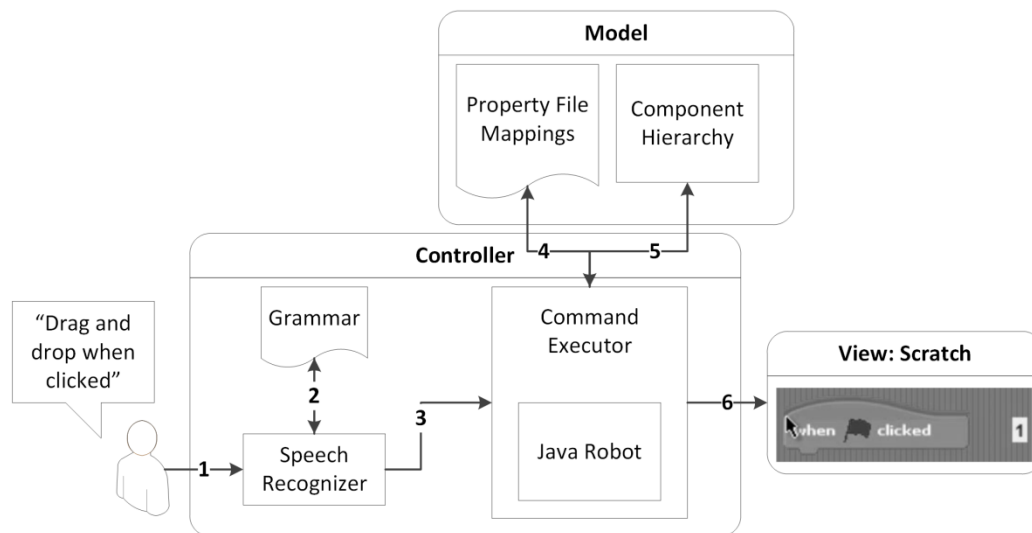 Model
Property File
Mappings
Component
Hierarchy
4
5
Controller
Grammar
Command
Executor
“Drag and
drop when
clicked”
2
3
1
Speech
Recognizer
Java Robot
6
View: Scratch
when clicked
1